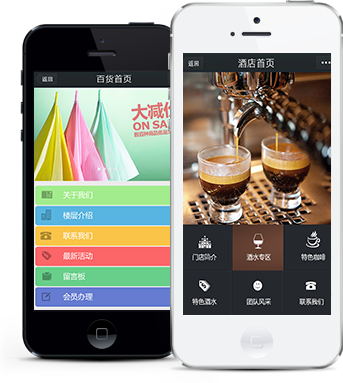 返回
百货首页
大减价
ON SA
关于我们
楼层介绍
联系我们
最新活动
留言板
会员办理
返回
酒店首页
门店简介
酒水专区
特色咖啡
特色酒水
团队风采
联系我们